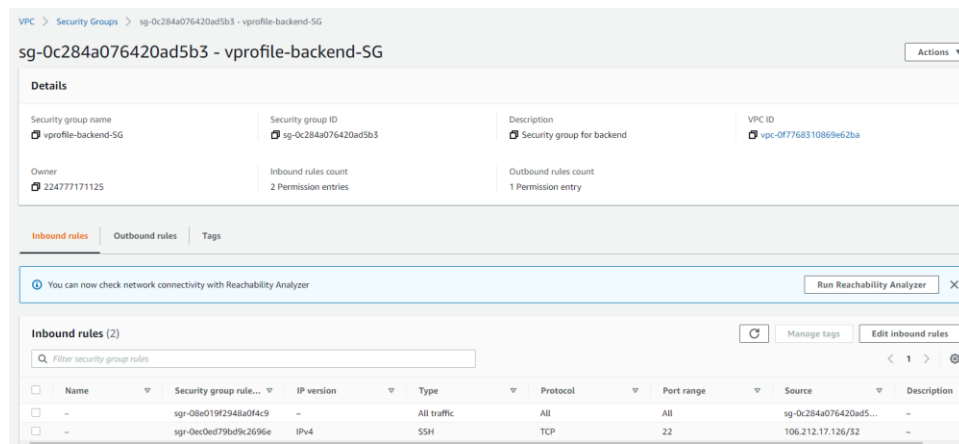 VPC > Security Groups > sg-0c284a076420ad5b3 - vprofile-backend-SG
sg-0c284a076420ad5b3 - vprofile-backend-SG
Actions
Details
Security group name Security group ID Description VPC ID
vprofile-backend-SG sg-0c284a076420ad5b3 Security group for backend vpc-0f7768310869e62ba
Owner Inbound rules count Outbound rules count
224777171125 2 Permission entries 1 Permission entry
Inbound rules Outbound rules Tags
You can now check network connectivity with Reachability Analyzer Run Reachability Analyzer
Inbound rules (2) Manage tags Edit inbound rules
Filter security group rules < 1 >
Name Security group rule... IP version Type Protocol Port range Source Description
– sgr-08e019f2948a0f4c9 – All traffic All All sg-0c284a076420ad5... –
– sgr-0ec0ed79bd9c2696e IPv4 SSH TCP 22 106.212.17.126/32 –